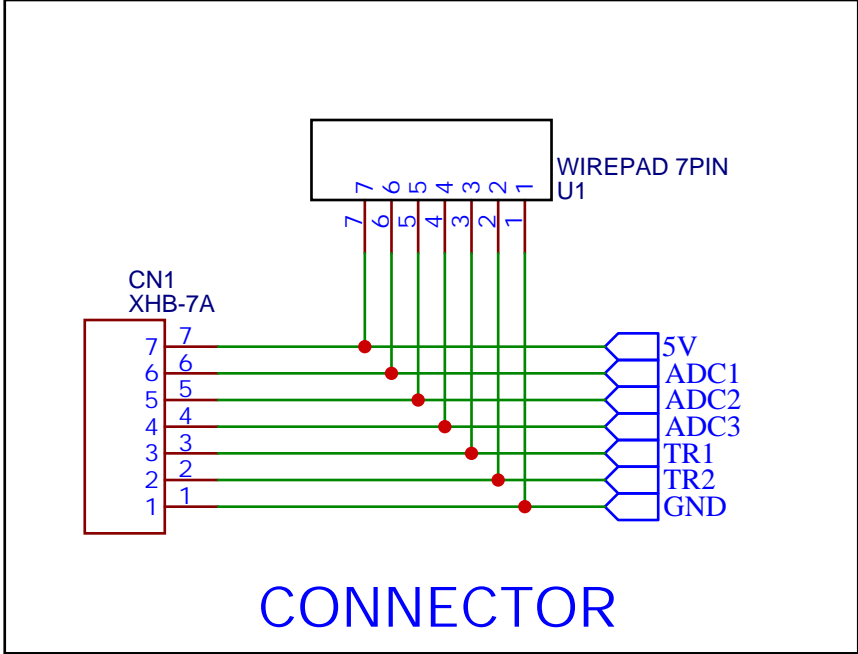 WIREPAD 7PIN
U1
7 6 5 4 3 2 1
7 6 5 4 3 2 1
CN1
XHB-7A
7 7 5V
6 6 ADC1
5 5 ADC2
4 4 ADC3
3 3 TR1
2 2 TR2
1 1 GND
CONNECTOR